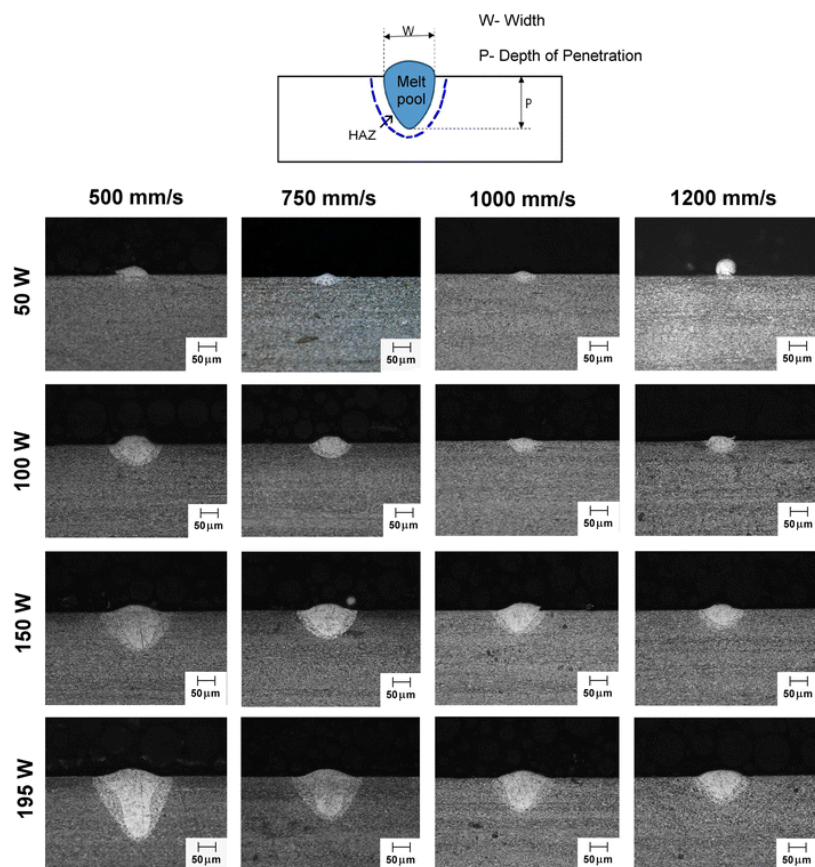 W- Width
W
P- Depth of Penetration
Melt
pool
P
HAZ
500 mm/s
750 mm/s
1000 mm/s
1200 mm/s
50 W
50 µm
50 µm
50 µm
50 µm
100 W
50 µm
50 µm
50 µm
50 µm
150 W
50 µm
50 µm
50 µm
50 µm
195 W
50 µm
50 µm
50 µm
50 µm